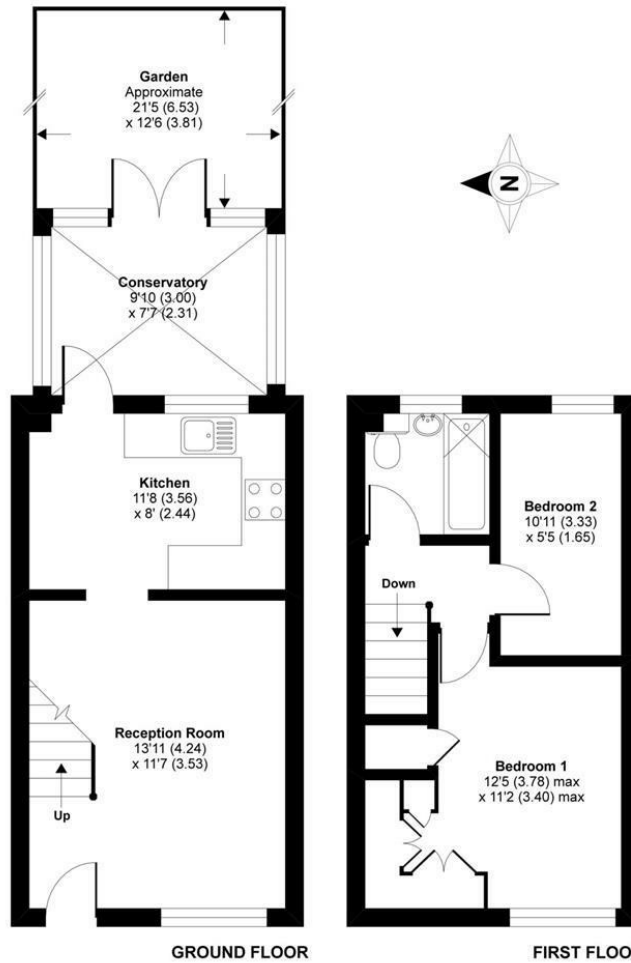 Garden
Approximate
21'5 (6.53)
x 12'6 (3.81)
N
Conservatory
9'10 (3.00)
x 7'7 (2.31)
Kitchen
11'8 (3.56)
x 8' (2.44)
Bedroom 2
10'11 (3.33)
x 5'5 (1.65)
Down
Reception Room
13'11 (4.24)
x 11'7 (3.53)
Up
Bedroom 1
12'5 (3.78) max
x 11'2 (3.40) max
GROUND FLOOR
FIRST FLOO